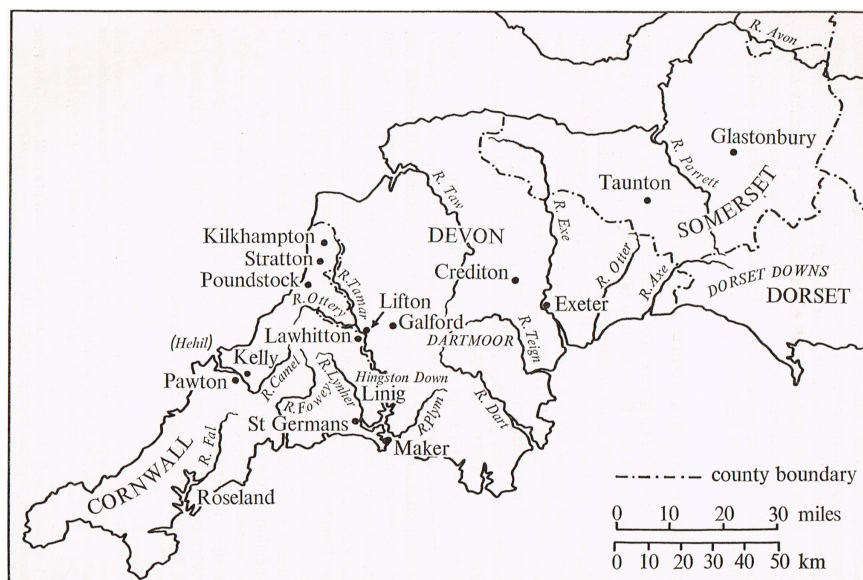 R. Avon
Glastonbury
R. Parrett
Taunton
SOMERSET
R. Taw
R. Exe
DEVON
Kilkhampton
Stratton
Poundstock
R. Tamar
R. Otter
R. Axe
DORSET DOWNS
DORSET
Crediton
Exeter
R. Ottery
Lifton
Galford
Lawhitton
(Hehil)
DARTMOOR
R. Teign
Kelly
Pawton
R. Camel
R. Lynher
Hingston Down
Linig
R. Fowey
R. Plym
R. Dart
St Germans
Maker
R. Fal
CORNWALL
Roseland
county boundary
0 10 20 30 miles
0 10 20 30 40 50 km